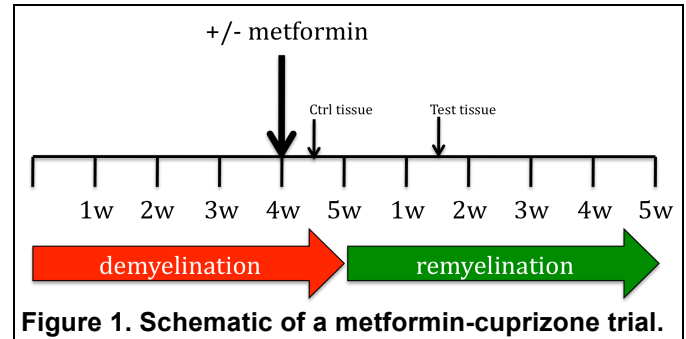 +/- metformin
Ctrl tissue Test tissue
1w 2w 3w 4w 5w 1w 2w 3w 4w 5w
demyelination remyelination
Figure 1. Schematic of a metformin-cuprizone trial.